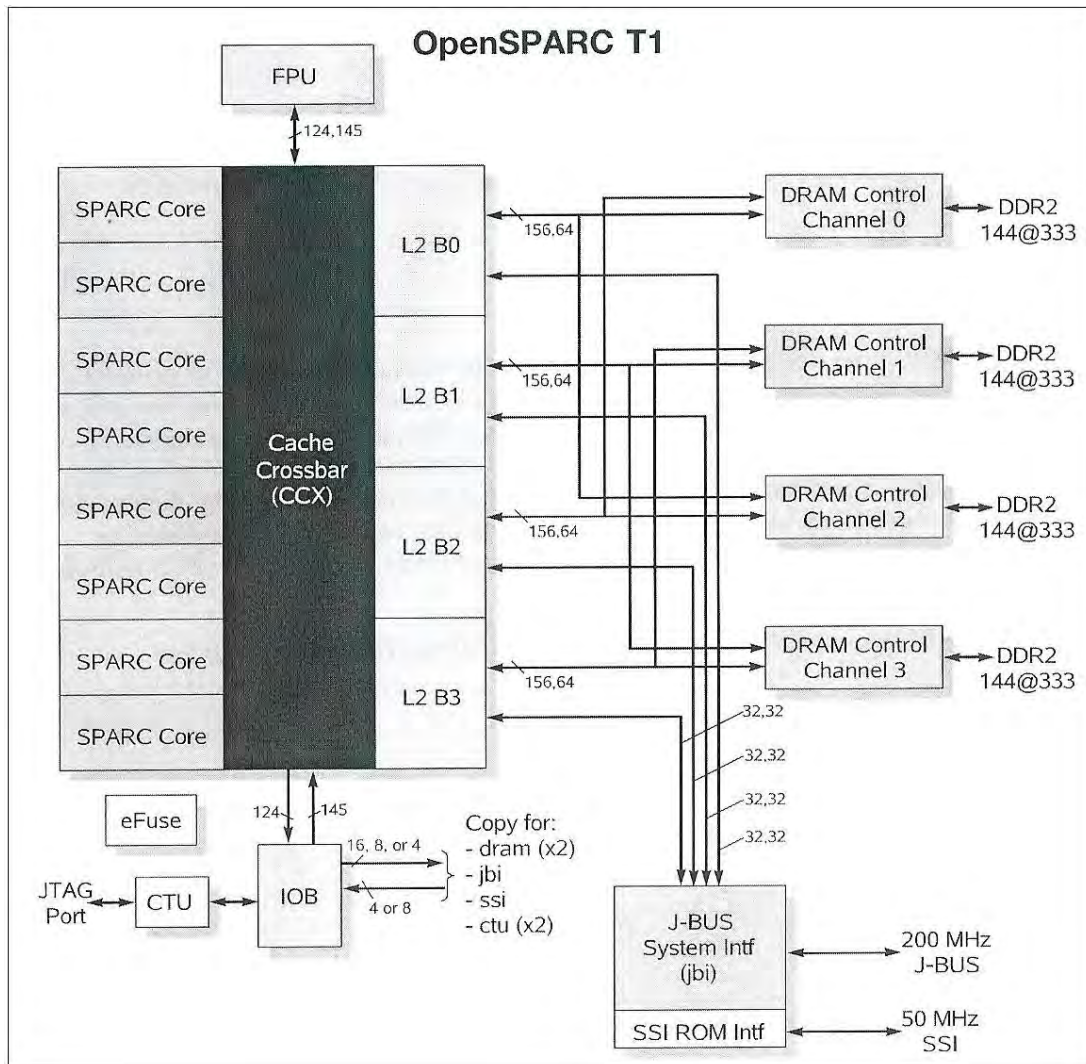 OpenSPARC T1
FPU
124,145
SPARC Core
SPARC Core
SPARC Core
SPARC Core
SPARC Core
SPARC Core
SPARC Core
SPARC Core
Cache
Crossbar
(CCX)
L2 B0
L2 B1
L2 B2
L2 B3
156,64
156,64
156,64
156,64
DRAM Control
Channel 0
DDR2
144@333
DRAM Control
Channel 1
DDR2
144@333
DRAM Control
Channel 2
DDR2
144@333
DRAM Control
Channel 3
DDR2
144@333
32,32
32,32
32,32
32,32
eFuse
124
145
JTAG
Port
CTU
IOB
16, 8, or 4
4 or 8
Copy for:
- dram (x2)
- jbi
- ssi
- ctu (x2)
J-BUS
System Intf
(jbi)
SSI ROM Intf
200 MHz
J-BUS
50 MHz
SSI